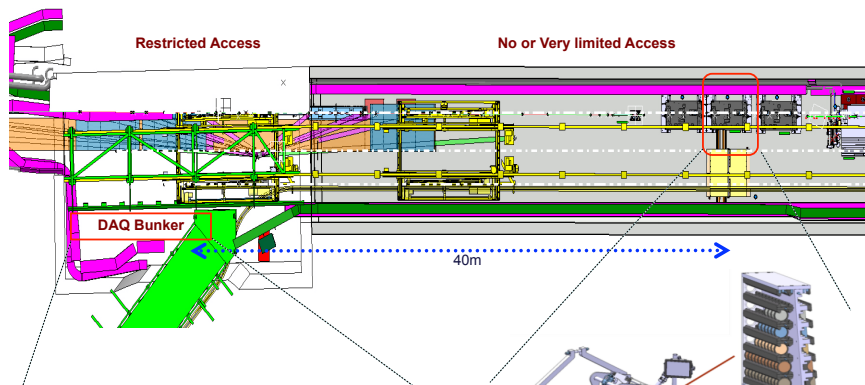 Restricted Access
No or Very limited Access
DAQ Bunker
40m